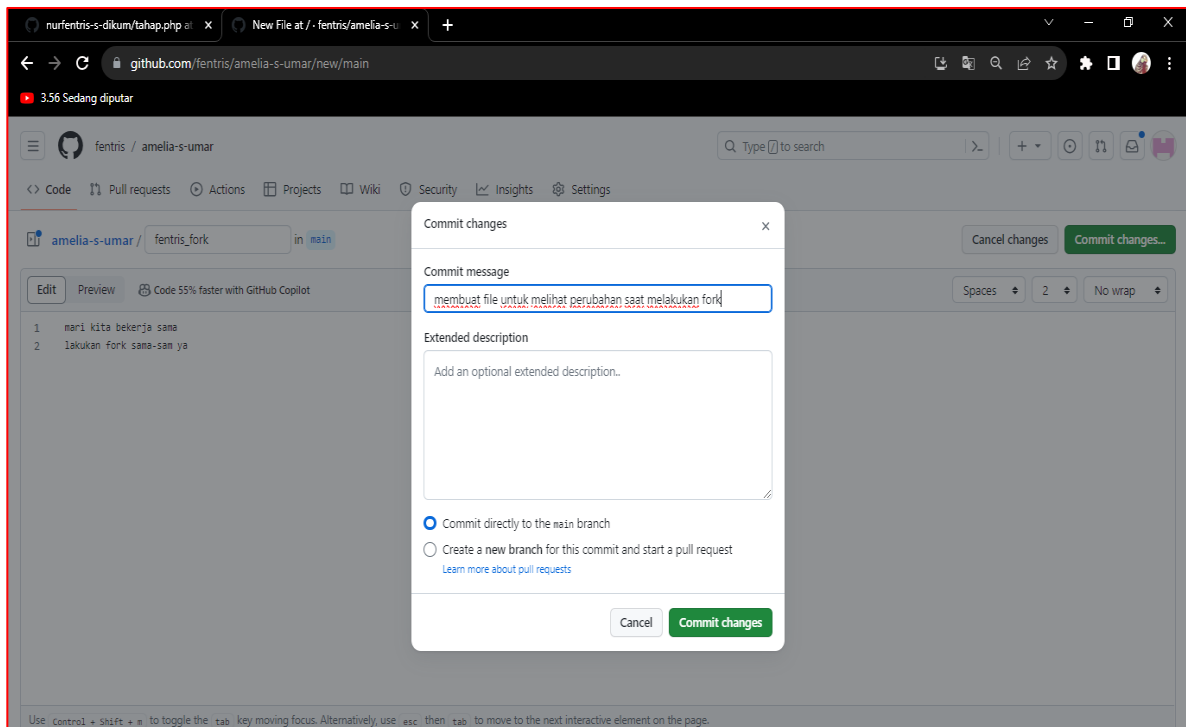 nurfentris-s-dikum/tahap.php at
New File at / · fentris/amelia-s-u
github.com/fentris/amelia-s-umar/new/main
3.56 Sedang diputar
fentris / amelia-s-umar
Type / to search
Code Pull requests Actions Projects Wiki Security Insights Settings
amelia-s-umar / fentris_fork in main
Cancel changes Commit changes...
Edit Preview Code 55% faster with GitHub Copilot
Spaces 2 No wrap
1 mari kita bekerja sama
2 lakukan fork sama-sam ya
Commit changes
Commit message
membuat file untuk melihat perubahan saat melakukan fork
Extended description
Add an optional extended description..
Commit directly to the main branch
Create a new branch for this commit and start a pull request
Learn more about pull requests
Cancel Commit changes
Use Control + Shift + m to toggle the tab key moving focus. Alternatively, use esc then tab to move to the next interactive element on the page.